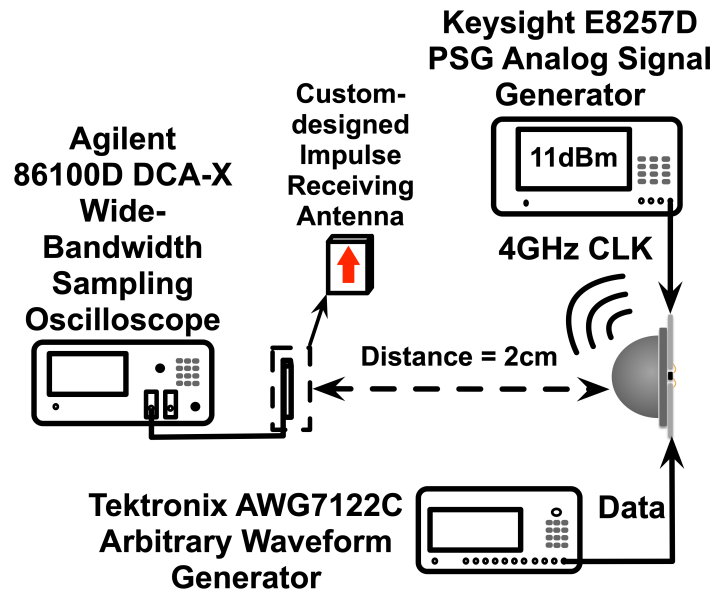 Keysight E8257D
PSG Analog Signal
Generator
11dBm
Custom-
designed
Impulse
Receiving
Antenna
Agilent
86100D DCA-X
Wide-
Bandwidth
Sampling
Oscilloscope
4GHz CLK
Distance = 2cm
Tektronix AWG7122C
Arbitrary Waveform
Generator
Data